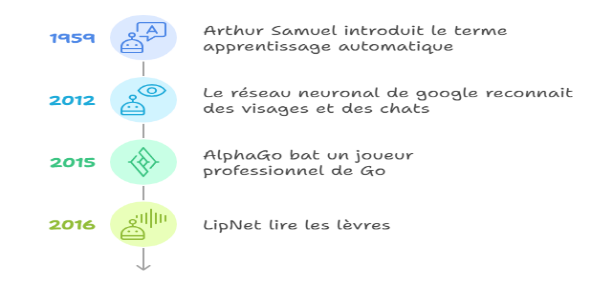 1959
Arthur Samuel introduit le terme
apprentissage automatique
2012
Le réseau neuronal de google reconnait
des visages et des chats
2015
AlphaGo bat un joueur
professionnel de Go
2016
LipNet lire les lèvres
A